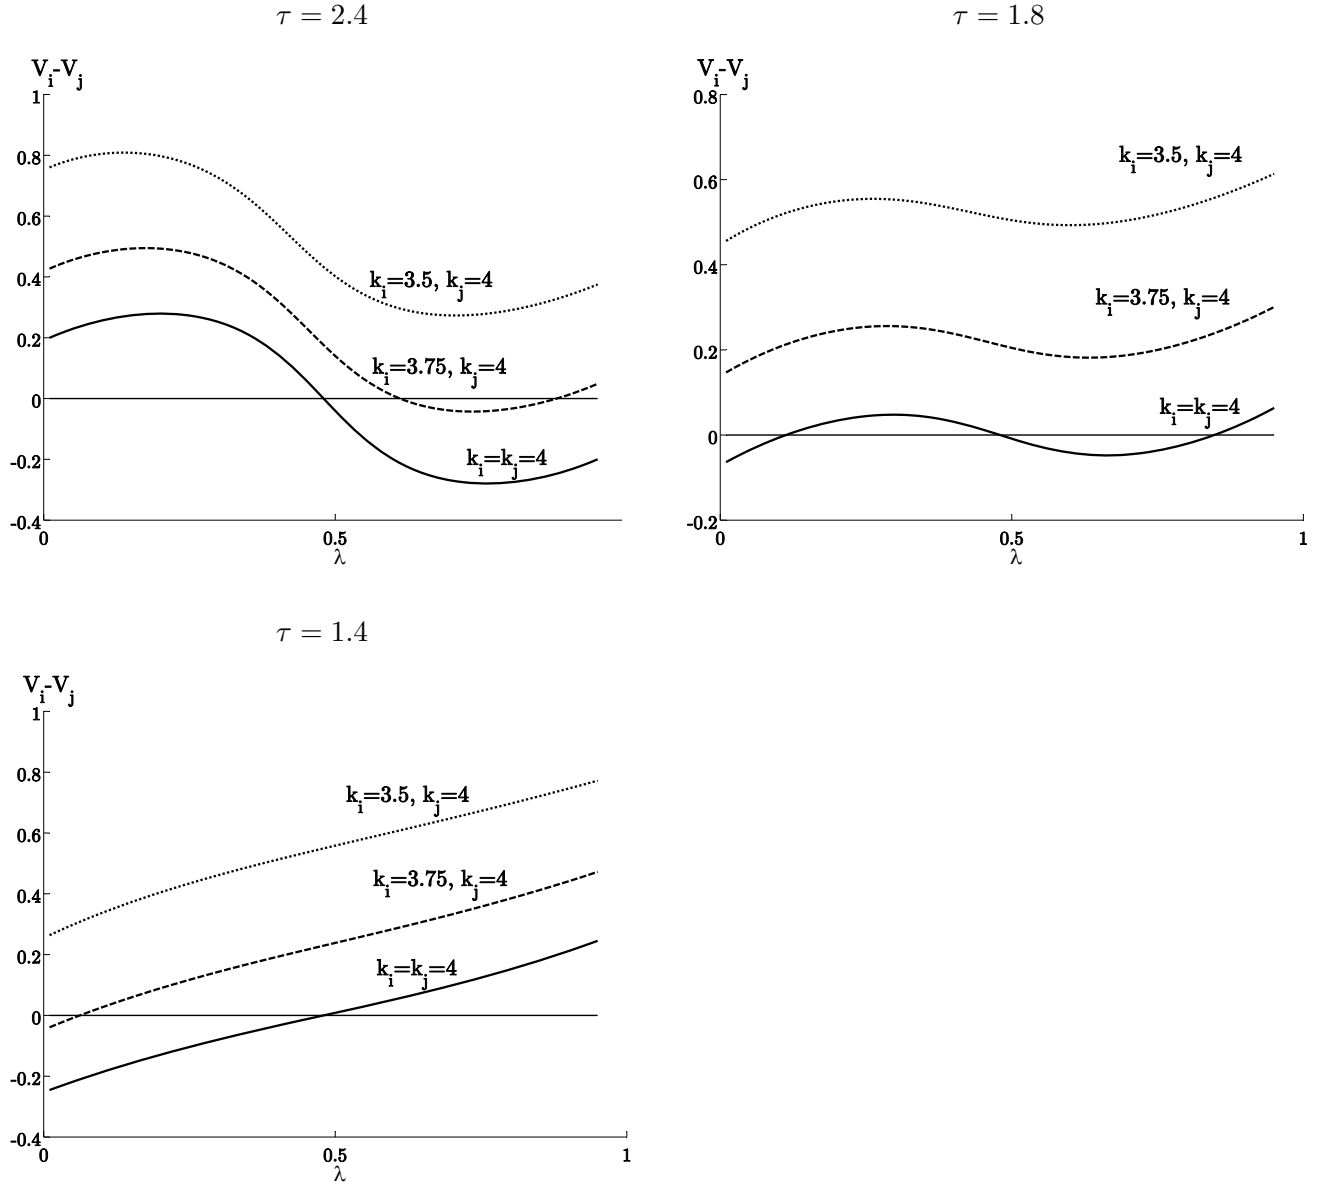 τ = 2.4
V_i-V_j
1
0.8
0.6
0.4
0.2
0
-0.2
-0.4
k_i=3.5, k_j=4
k_i=3.75, k_j=4
k_i=k_j=4
0 0.5
λ
τ = 1.8
V_i-V_j
0.8
0.6
0.4
0.2
0
-0.2
k_i=3.5, k_j=4
k_i=3.75, k_j=4
k_i=k_j=4
0 0.5 1
λ
τ = 1.4
V_i-V_j
1
0.8
0.6
0.4
0.2
0
-0.2
-0.4
k_i=3.5, k_j=4
k_i=3.75, k_j=4
k_i=k_j=4
0 0.5 1
λ